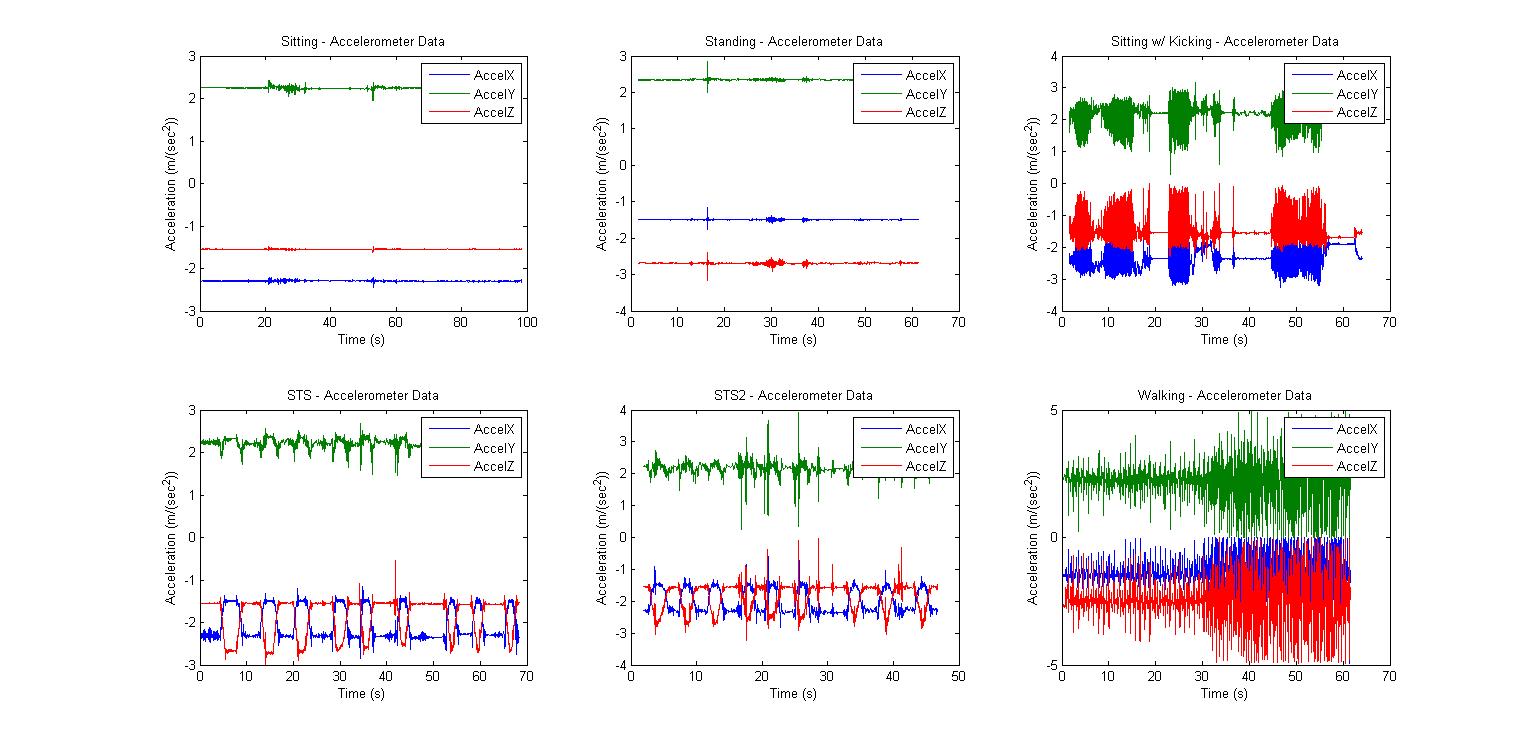 Sitting - Accelerometer Data
Acceleration (m/(sec²))
3
2
1
0
-1
-2
-3
0 20 40 60 80 100
Time (s)
AccelX
AccelY
AccelZ
Standing - Accelerometer Data
Acceleration (m/(sec²))
3
2
1
0
-1
-2
-3
-4
0 10 20 30 40 50 60 70
Time (s)
AccelX
AccelY
AccelZ
Sitting w/ Kicking - Accelerometer Data
Acceleration (m/(sec²))
4
3
2
1
0
-1
-2
-3
-4
0 10 20 30 40 50 60 70
Time (s)
AccelX
AccelY
AccelZ
STS - Accelerometer Data
Acceleration (m/(sec²))
3
2
1
0
-1
-2
-3
0 10 20 30 40 50 60 70
Time (s)
AccelX
AccelY
AccelZ
STS2 - Accelerometer Data
Acceleration (m/(sec²))
4
3
2
1
0
-1
-2
-3
-4
0 10 20 30 40 50
Time (s)
AccelX
AccelY
AccelZ
Walking - Accelerometer Data
Acceleration (m/(sec²))
5
0
-5
0 10 20 30 40 50 60 70
Time (s)
AccelX
AccelY
AccelZ